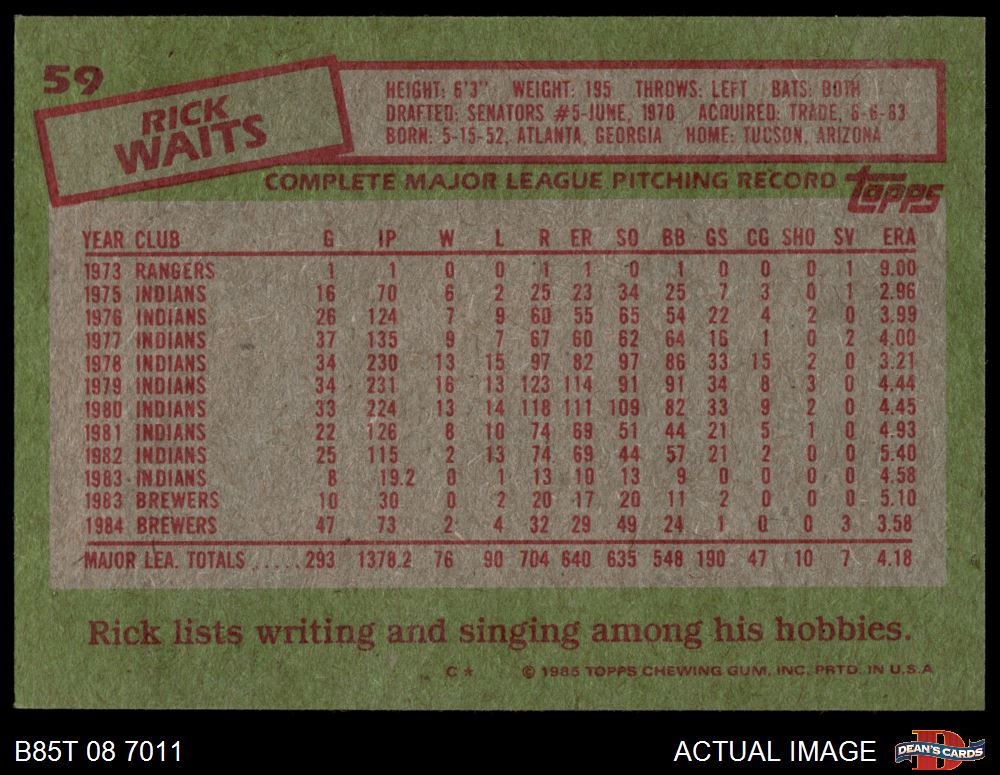 59
RICK
WAITS
HEIGHT: 6'3" WEIGHT: 195 THROWS: LEFT BATS: BOTH
DRAFTED: SENATORS #5-JUNE, 1970 ACQUIRED: TRADE, 6-6-83
BORN: 5-15-52, ATLANTA, GEORGIA HOME: TUCSON, ARIZONA
COMPLETE MAJOR LEAGUE PITCHING RECORD topps
YEAR CLUB G IP W L R ER SO BB GS CG SHO SV ERA
1973 RANGERS 1 1 0 0 1 1 0 1 0 0 0 1 9.00
1975 INDIANS 16 70 6 2 25 23 34 25 7 3 0 1 2.96
1976 INDIANS 26 124 7 9 60 55 65 54 22 4 2 0 3.99
1977 INDIANS 37 135 9 7 67 60 62 64 16 1 0 2 4.00
1978 INDIANS 34 230 13 15 97 82 97 86 33 15 2 0 3.21
1979 INDIANS 34 231 16 13 123 114 91 91 34 8 3 0 4.44
1980 INDIANS 33 224 13 14 118 111 109 82 33 9 2 0 4.45
1981 INDIANS 22 126 8 10 74 69 51 44 21 5 1 0 4.93
1982 INDIANS 25 115 2 13 74 69 44 57 21 2 0 0 5.40
1983 INDIANS 8 19.2 0 1 13 10 13 9 0 0 0 0 4.58
1983 BREWERS 10 30 0 2 20 17 20 11 2 0 0 0 5.10
1984 BREWERS 47 73 2 4 32 29 49 24 1 0 0 3 3.58
MAJOR LEA. TOTALS ..... 293 1378.2 76 90 704 640 635 548 190 47 10 7 4.18
Rick lists writing and singing among his hobbies.
C* © 1985 TOPPS CHEWING GUM, INC. PRTD. IN U.S.A
B85T 08 7011 ACTUAL IMAGE DEAN'S CARDS